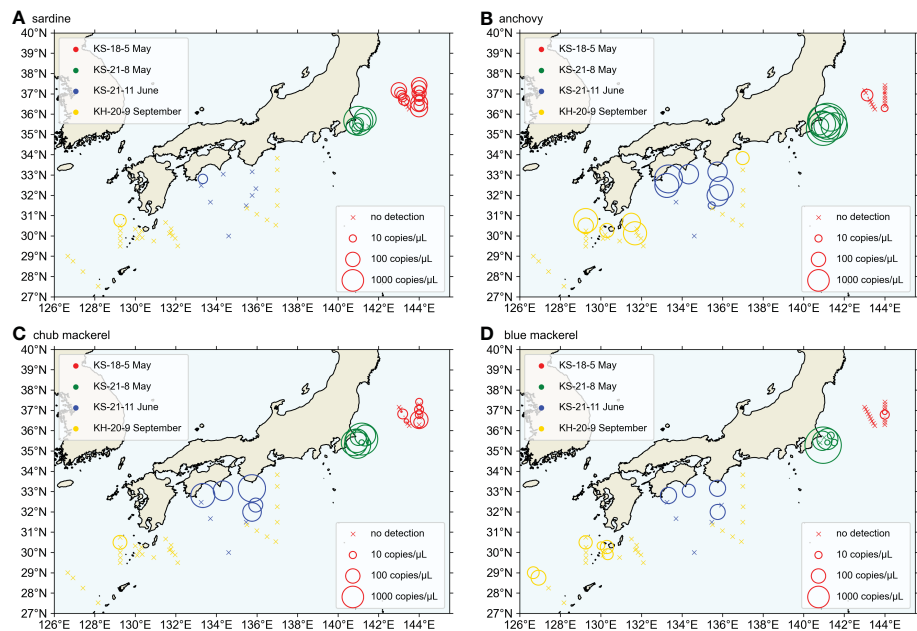 A sardine
40°N
39°N
38°N
37°N
36°N
35°N
34°N
33°N
32°N
31°N
30°N
29°N
28°N
27°N
KS-18-5 May
KS-21-8 May
KS-21-11 June
KH-20-9 September
no detection
10 copies/μL
100 copies/μL
1000 copies/μL
126°E 128°E 130°E 132°E 134°E 136°E 138°E 140°E 142°E 144°E
B anchovy
40°N
39°N
38°N
37°N
36°N
35°N
34°N
33°N
32°N
31°N
30°N
29°N
28°N
27°N
KS-18-5 May
KS-21-8 May
KS-21-11 June
KH-20-9 September
no detection
10 copies/μL
100 copies/μL
1000 copies/μL
126°E 128°E 130°E 132°E 134°E 136°E 138°E 140°E 142°E 144°E
C chub mackerel
40°N
39°N
38°N
37°N
36°N
35°N
34°N
33°N
32°N
31°N
30°N
29°N
28°N
27°N
KS-18-5 May
KS-21-8 May
KS-21-11 June
KH-20-9 September
no detection
10 copies/μL
100 copies/μL
1000 copies/μL
126°E 128°E 130°E 132°E 134°E 136°E 138°E 140°E 142°E 144°E
D blue mackerel
40°N
39°N
38°N
37°N
36°N
35°N
34°N
33°N
32°N
31°N
30°N
29°N
28°N
27°N
KS-18-5 May
KS-21-8 May
KS-21-11 June
KH-20-9 September
no detection
10 copies/μL
100 copies/μL
1000 copies/μL
126°E 128°E 130°E 132°E 134°E 136°E 138°E 140°E 142°E 144°E